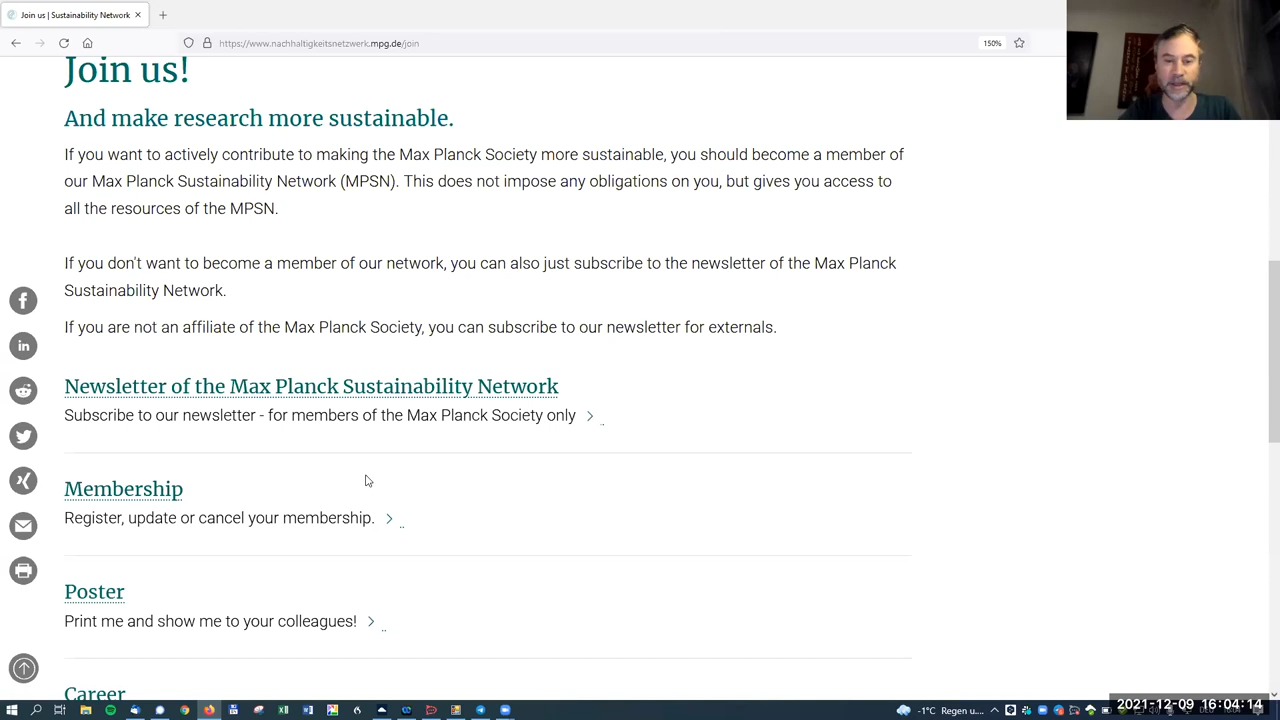 Join us | Sustainability Network
https://www.nachhaltigkeitsnetzwerk.mpg.de/join
150%
Join us!
And make research more sustainable.
If you want to actively contribute to making the Max Planck Society more sustainable, you should become a member of
our Max Planck Sustainability Network (MPSN). This does not impose any obligations on you, but gives you access to
all the resources of the MPSN.
If you don't want to become a member of our network, you can also just subscribe to the newsletter of the Max Planck
Sustainability Network.
If you are not an affiliate of the Max Planck Society, you can subscribe to our newsletter for externals.
Newsletter of the Max Planck Sustainability Network
Subscribe to our newsletter - for members of the Max Planck Society only
Membership
Register, update or cancel your membership.
Poster
Print me and show me to your colleagues!
Career
-1°C Regen u...
2021-12-09 16:04:14